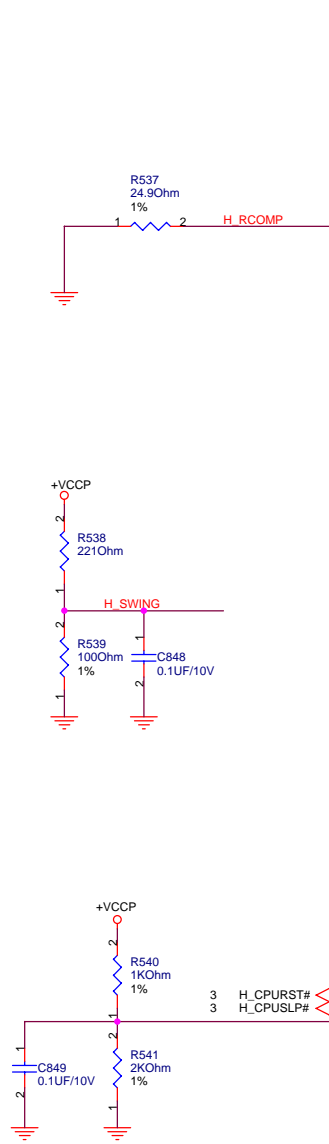 R537
24.9Ohm
1%
1
2
H_RCOMP
+VCCP
2
R538
221Ohm
1
H_SWING
2
R539
100Ohm
1%
1
1
C848
0.1UF/10V
2
+VCCP
2
R540
1KOhm
1%
1
3 H_CPURST#
3 H_CPUSLP#
1
C849
0.1UF/10V
2
2
R541
2KOhm
1%
1